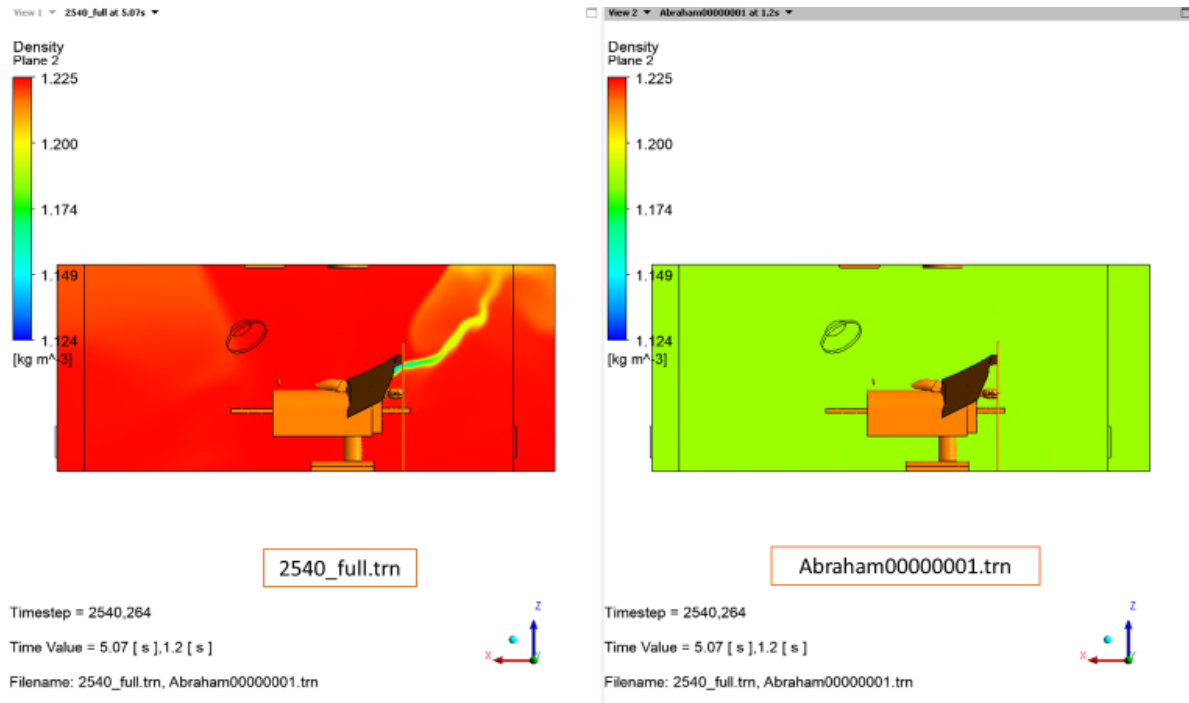 View 1 ▼ 2540_full at 5.07s ▼
Density
Plane 2
1.225
1.200
1.174
1.149
1.124
[kg m^-3]
2540_full.trn
Timestep = 2540,264
Time Value = 5.07 [ s ],1.2 [ s ]
Filename: 2540_full.trn, Abraham00000001.trn
Z
X
Y
View 2 ▼ Abraham00000001 at 1.2s ▼
Density
Plane 2
1.225
1.200
1.174
1.149
1.124
[kg m^-3]
Abraham00000001.trn
Timestep = 2540,264
Time Value = 5.07 [ s ],1.2 [ s ]
Filename: 2540_full.trn, Abraham00000001.trn
Z
X
Y